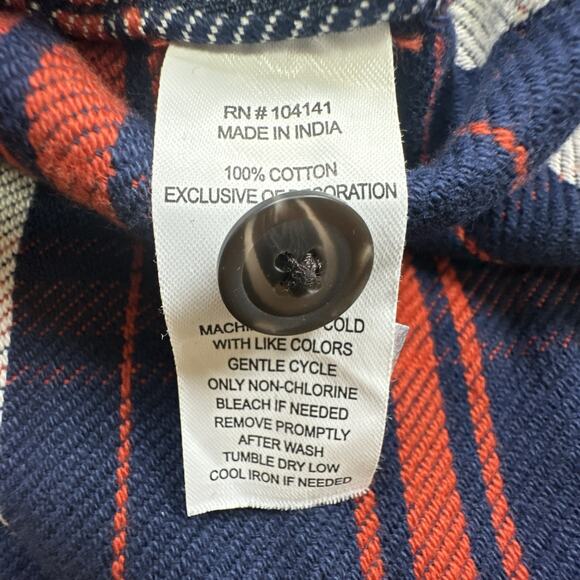 RN # 104141
MADE IN INDIA
100% COTTON
EXCLUSIVE OF DECORATION
COLD
WITH LIKE COLORS
GENTLE CYCLE
ONLY NON-CHLORINE
BLEACH IF NEEDED
REMOVE PROMPTLY
AFTER WASH
TUMBLE DRY LOW
COOL IRON IF NEEDED